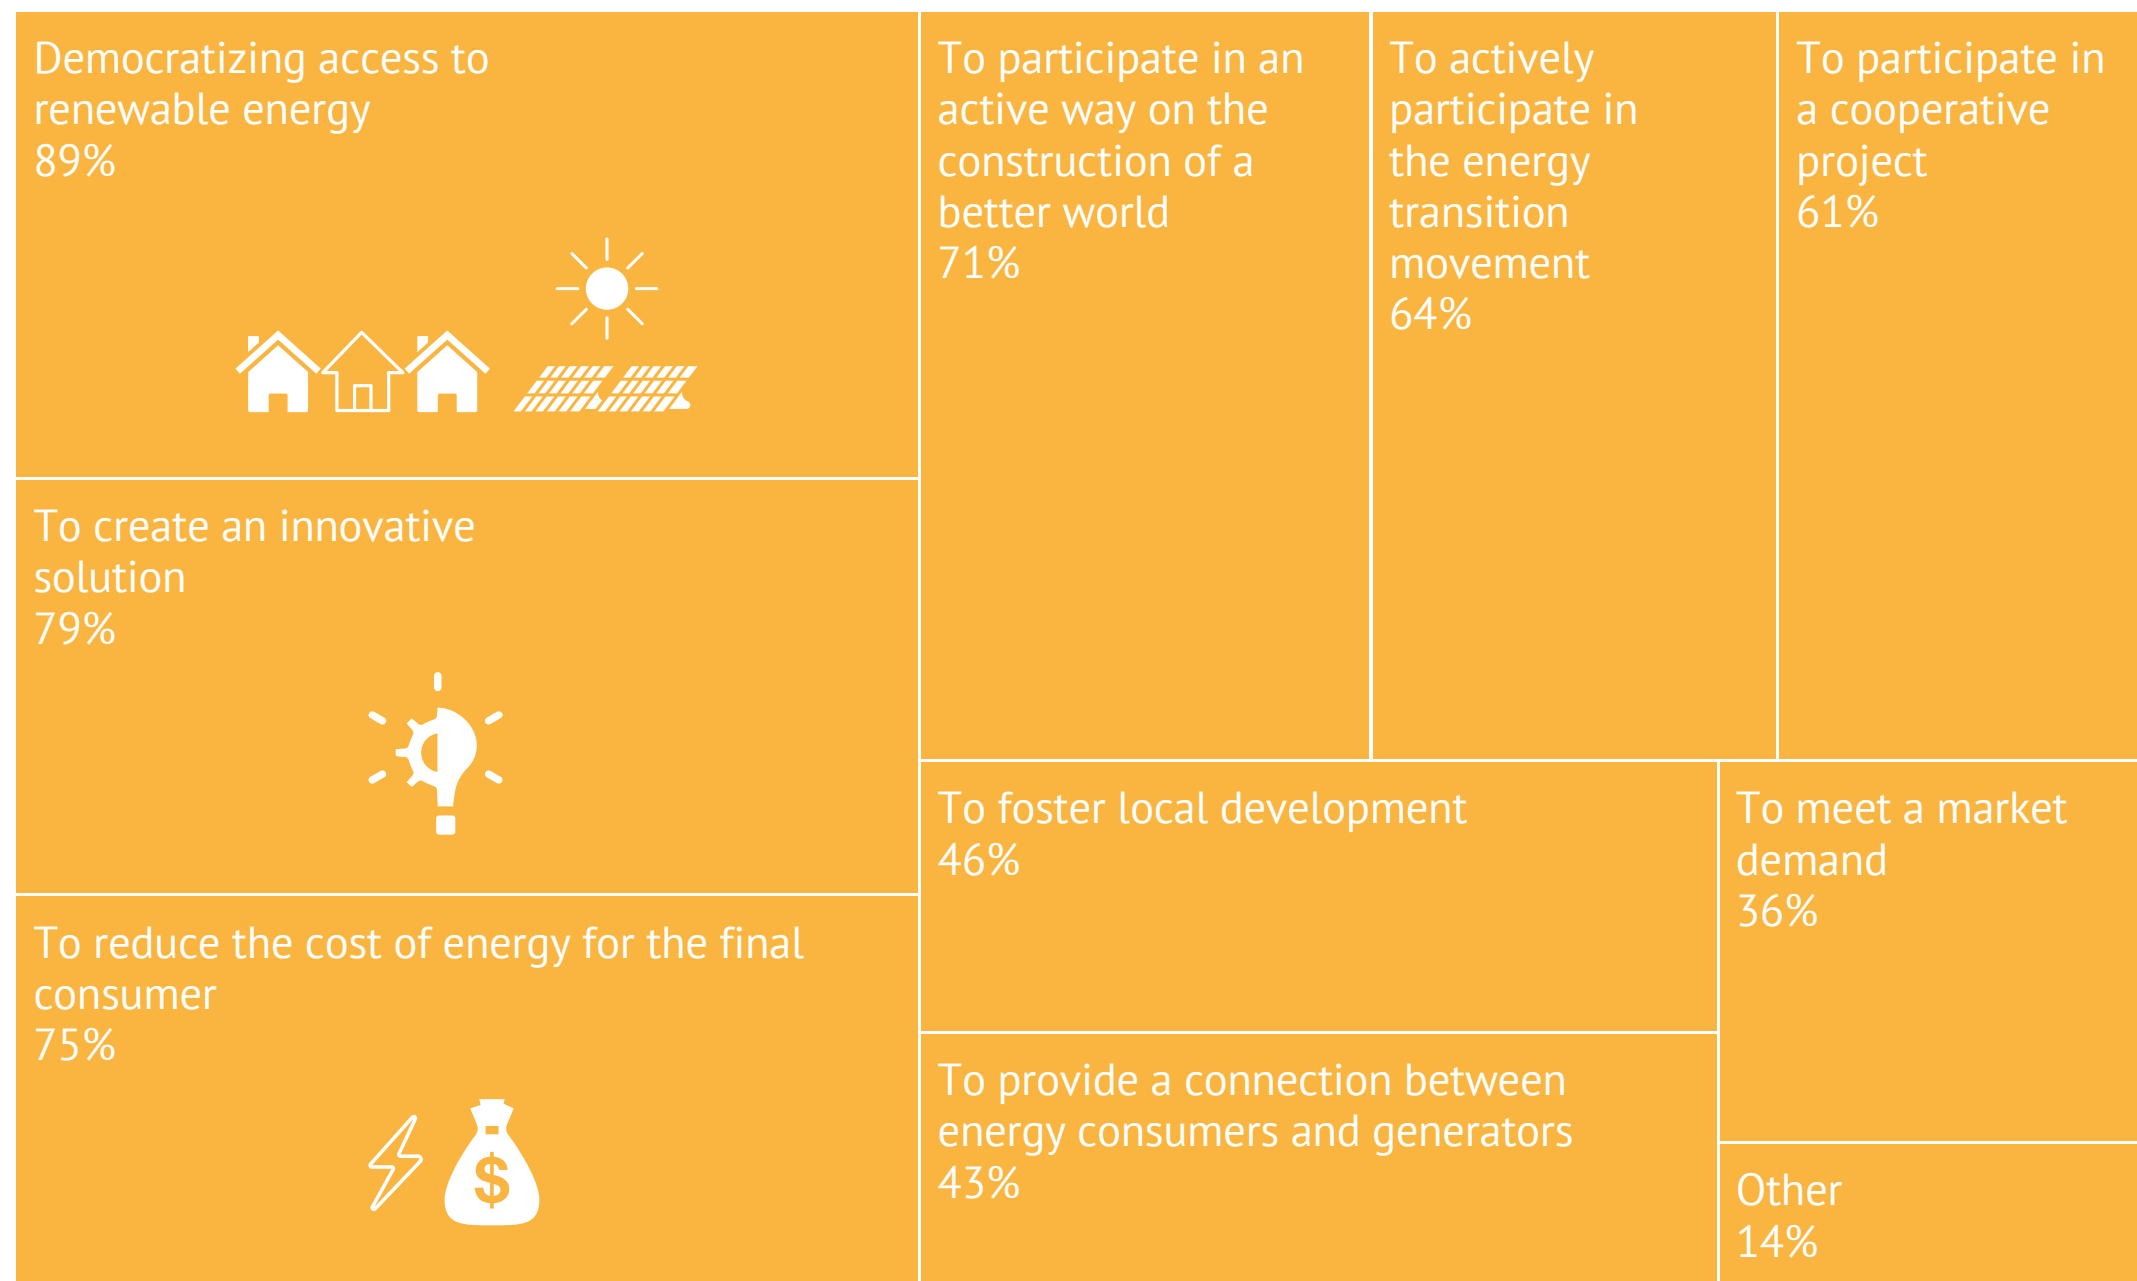 Democratizing access to
renewable energy
89%
To create an innovative
solution
79%
To reduce the cost of energy for the final
consumer
75%
$
To participate in an
active way on the
construction of a
better world
71%
To actively
participate in
the energy
transition
movement
64%
To participate in
a cooperative
project
61%
To foster local development
46%
To provide a connection between
energy consumers and generators
43%
To meet a market
demand
36%
Other
14%